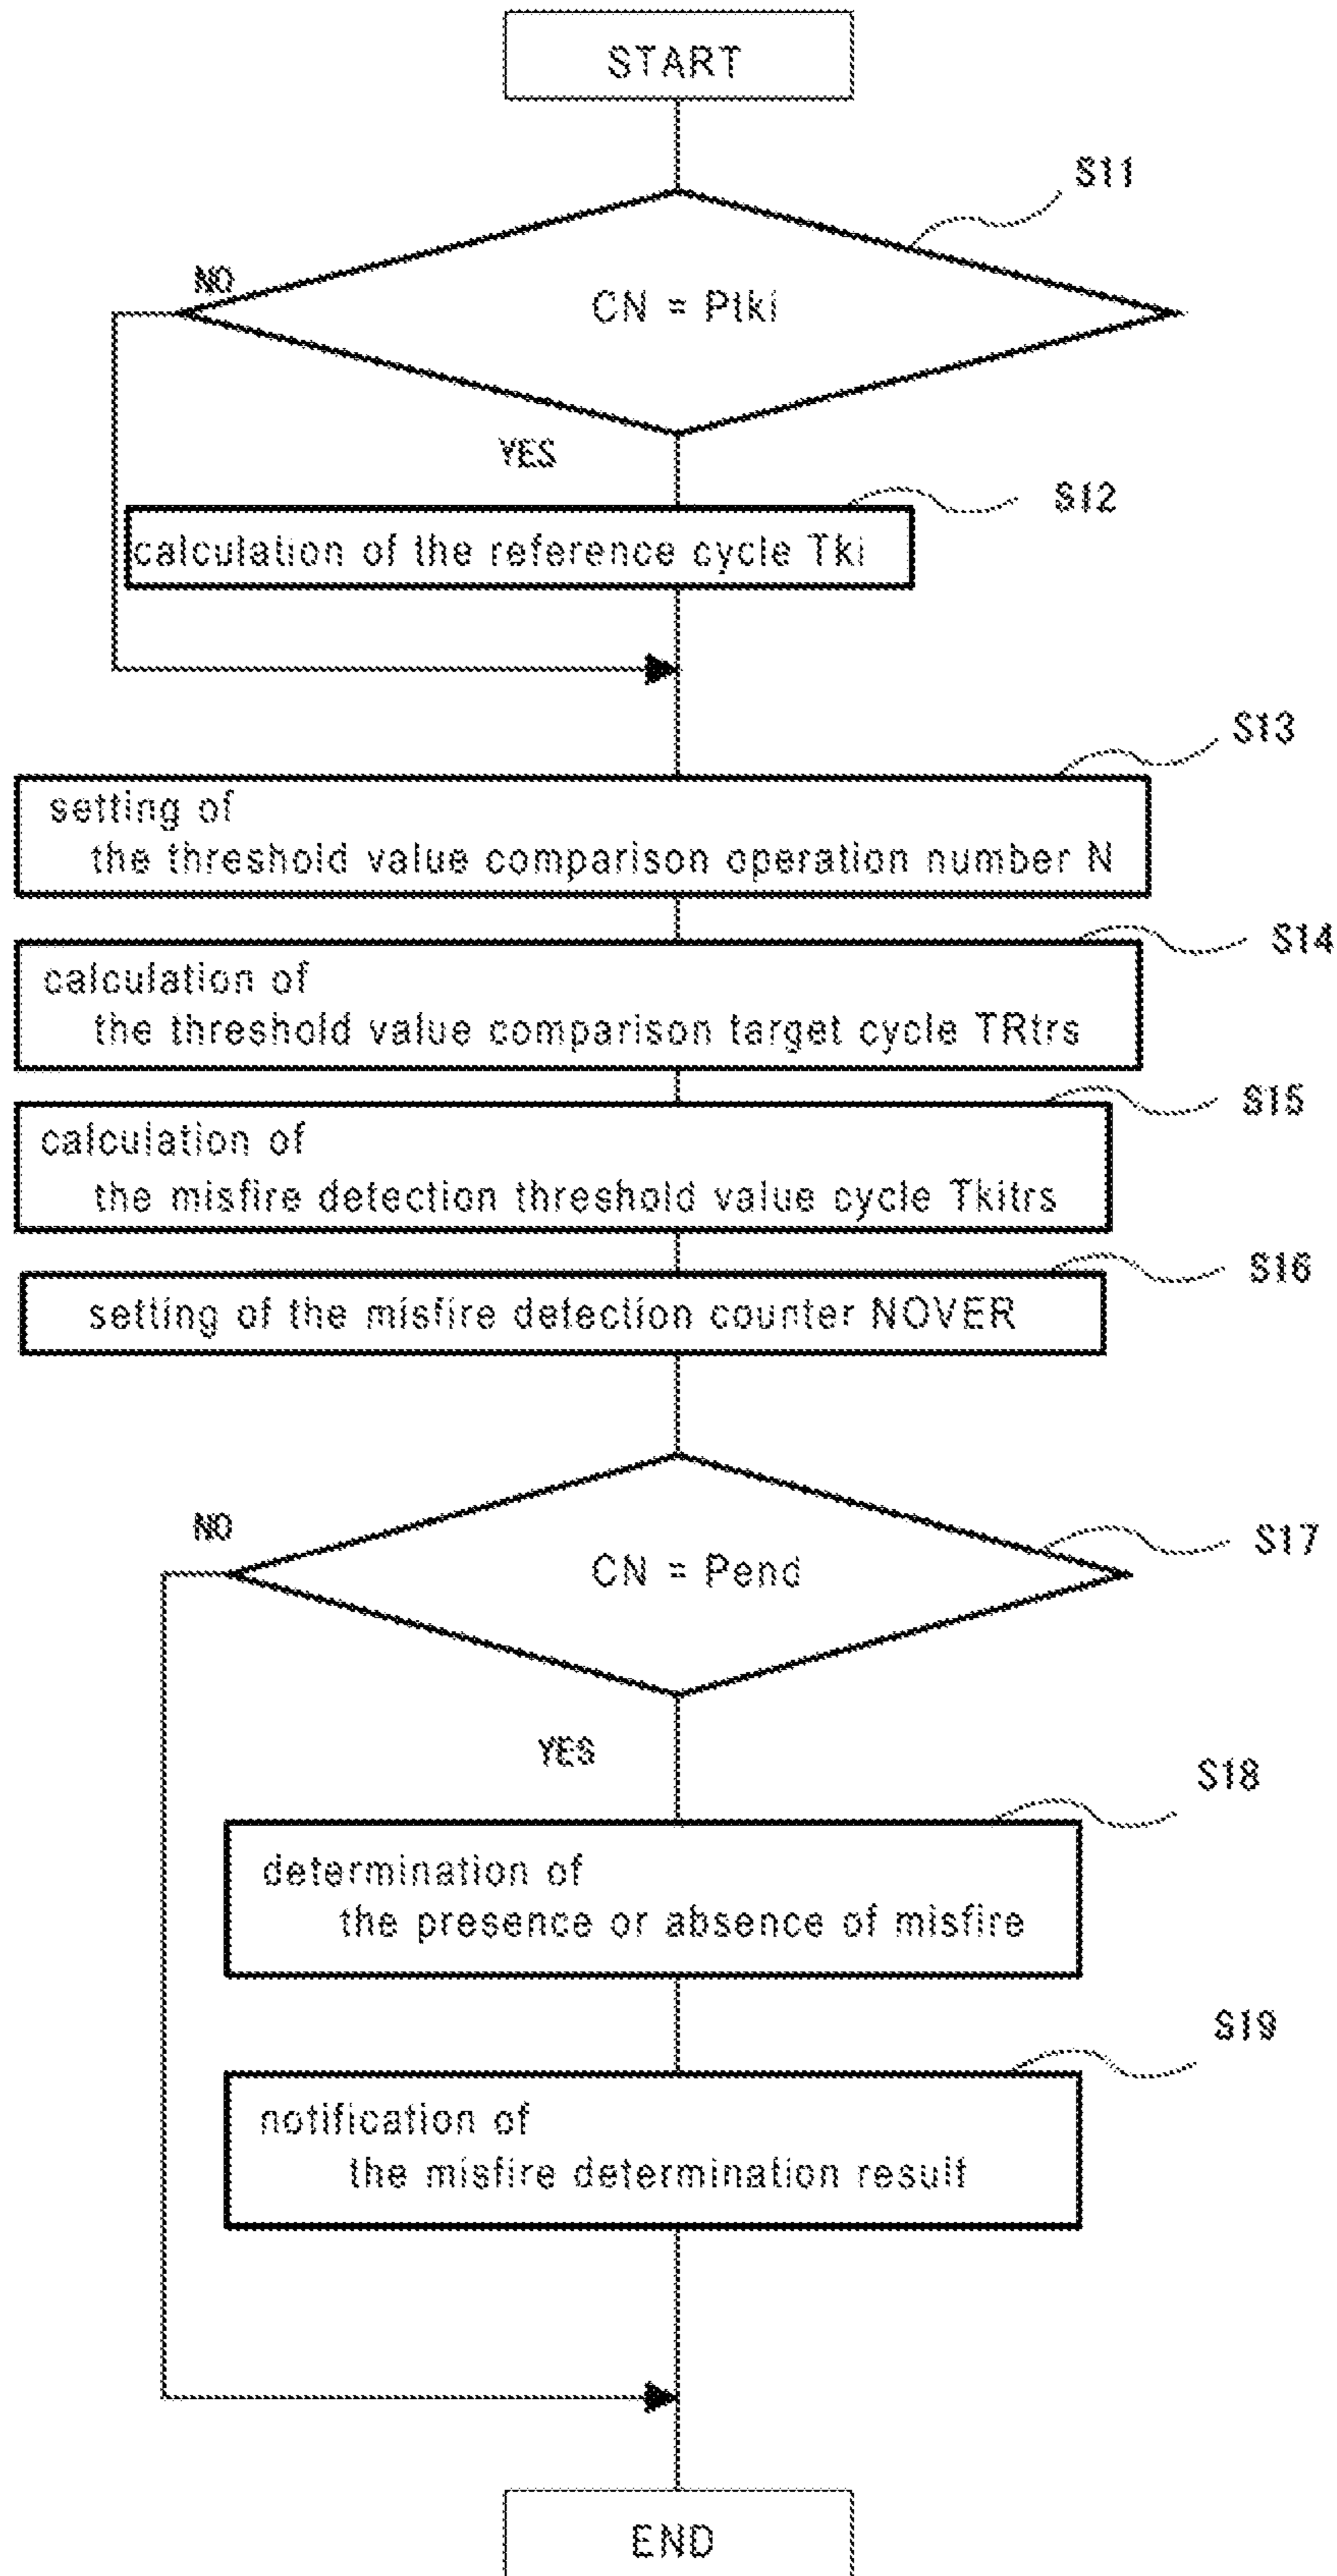 START
S11
NO
CN = Ptki
YES
S12
calculation of the reference cycle Tki
S13
setting of
the threshold value comparison operation number N
S14
calculation of
the threshold value comparison target cycle TRtrs
S15
calculation of
the misfire detection threshold value cycle Tkitrs
S16
setting of the misfire detection counter NOVER
NO
S17
CN = Pend
YES
S18
determination of
the presence or absence of misfire
S19
notification of
the misfire determination result
END